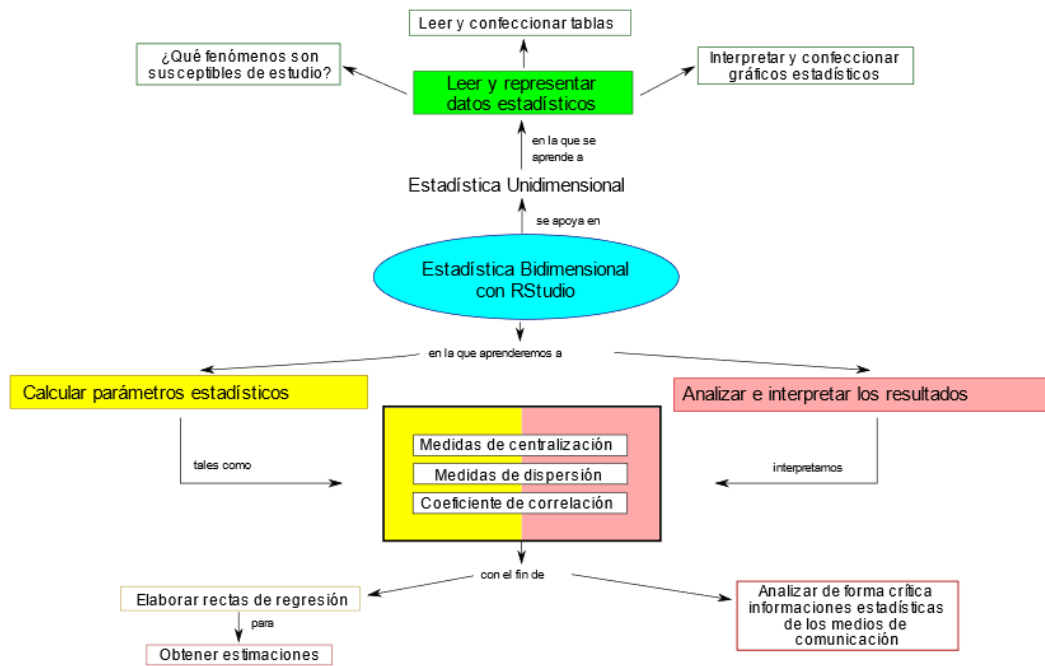 Leer y confeccionar tablas
¿Qué fenómenos son
susceptibles de estudio?
Interpretar y confeccionar
gráficos estadísticos
Leer y representar
datos estadísticos
en la que se
aprende a
Estadística Unidimensional
se apoya en
Estadística Bidimensional
con RStudio
en la que aprenderemos a
Calcular parámetros estadísticos
Analizar e interpretar los resultados
Medidas de centralización
tales como
Medidas de dispersión
interpretamos
Coeficiente de correlación
con el fin de
Elaborar rectas de regresión
Analizar de forma crítica
informaciones estadísticas
de los medios de
comunicación
para
Obtener estimaciones